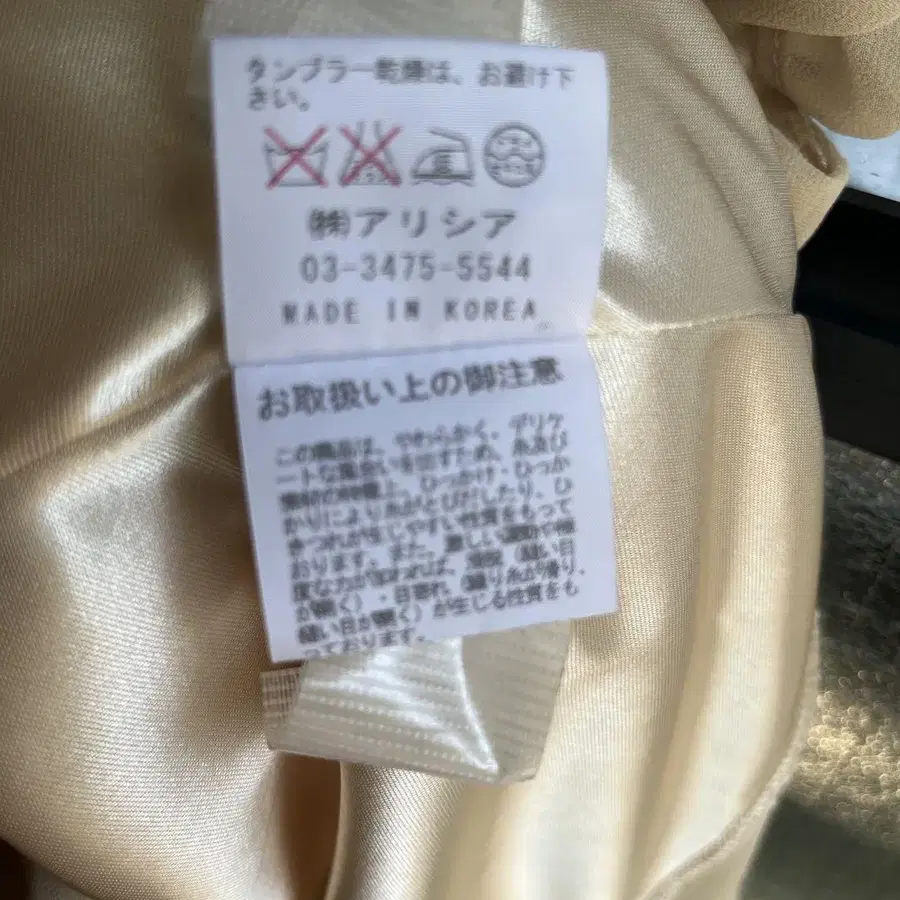 タンブラー乾燥は、お避け下
さい。
㈱アリシア
03-3475-5544
MADE IN KOREA
お取扱い上の御注意
この商品は、やわらかく、デリケ
ートな風合いを出すため、糸及び
素材の特性上、ひっかけ・ひっか
かりにより糸がとびだしたり、ひ
きつれが生じやすい性質をもって
おります。また、激しい運動や極
度な力が加われば、滑脱（縫い目
が開く）・目寄れ（織り糸が滑り、
縫い目が開く）が生じる性質をも
っております。